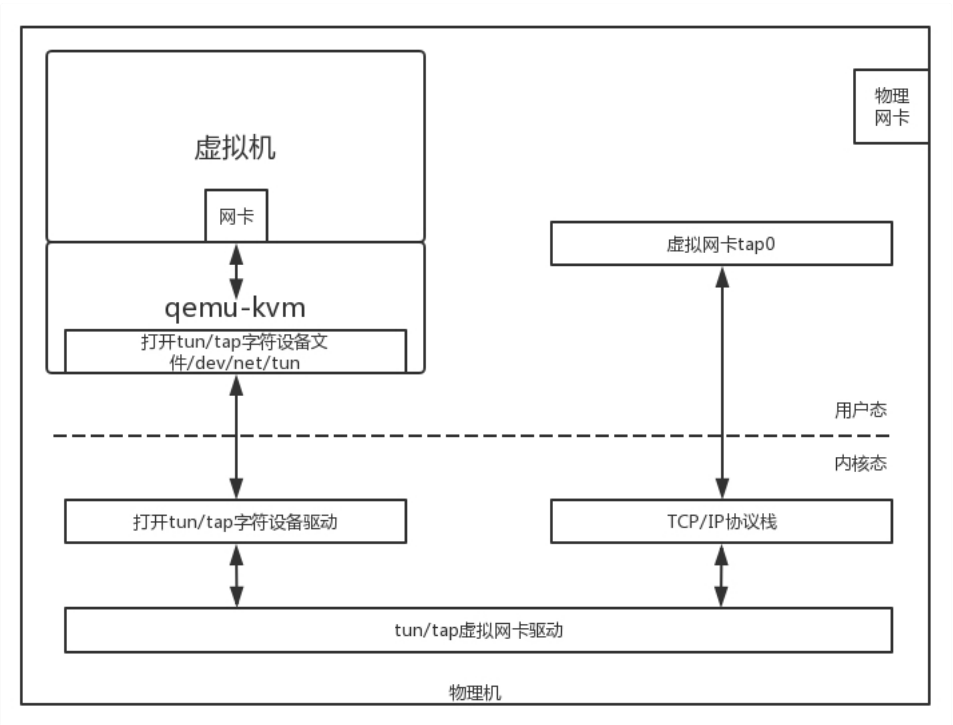 物理
网卡
虚拟机
网卡
虚拟网卡tap0
qemu-kvm
打开tun/tap字符设备文
件/dev/net/tun
用户态
内核态
打开tun/tap字符设备驱动
TCP/IP协议栈
tun/tap虚拟网卡驱动
物理机